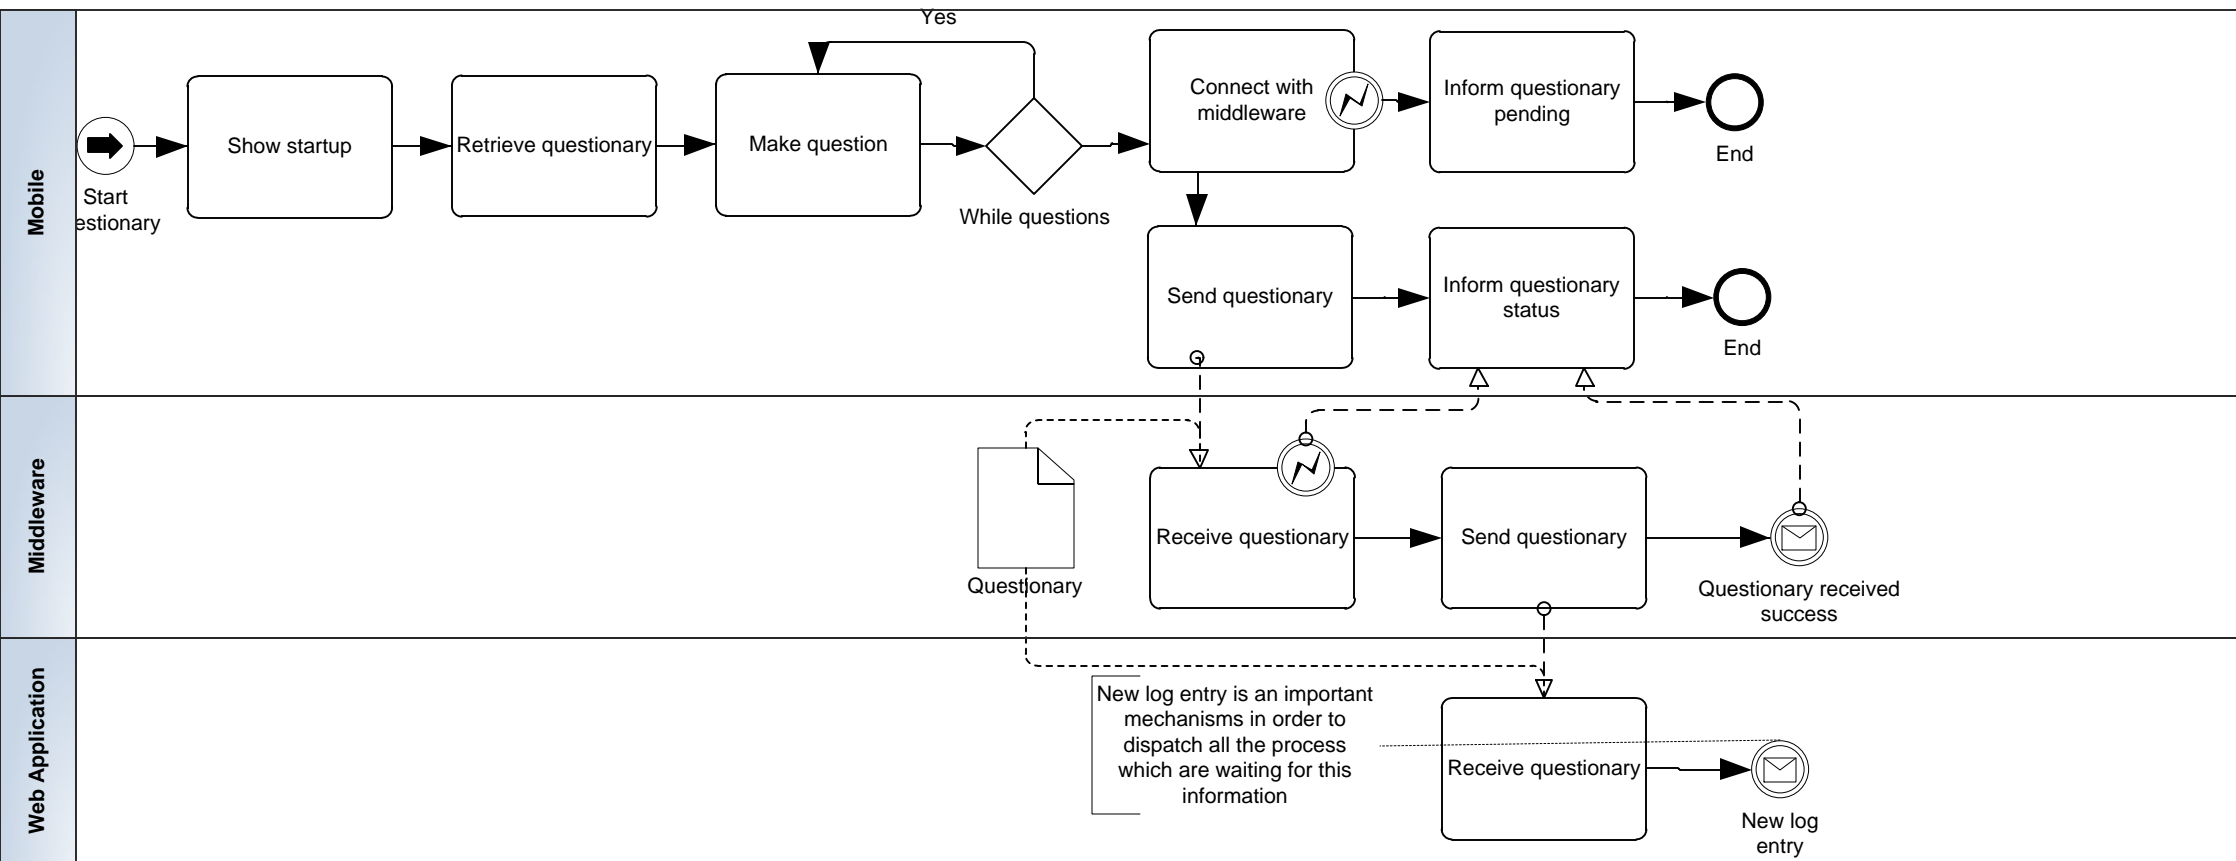 Yes
Mobile
Start
estionary
Show startup
Retrieve questionary
Make question
While questions
Connect with
middleware
Inform questionary
pending
End
Send questionary
Inform questionary
status
End
Middleware
Questionary
Receive questionary
Send questionary
Questionary received
success
Web Application
New log entry is an important
mechanisms in order to
dispatch all the process
which are waiting for this
information
Receive questionary
New log
entry